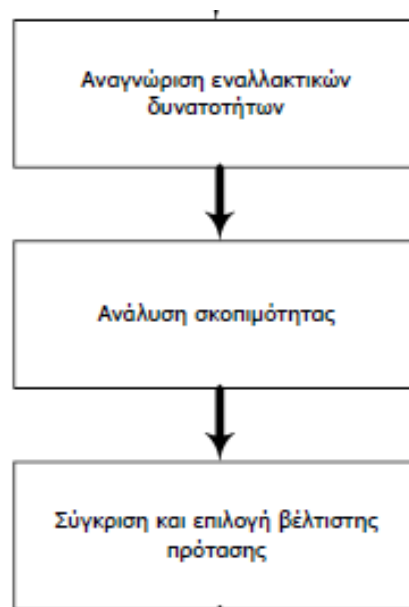 Αναγνώριση εναλλακτικών
δυνατοτήτων
Ανάλυση σκοπιμότητας
Σύγκριση και επιλογή βέλτιστης
πρότασης